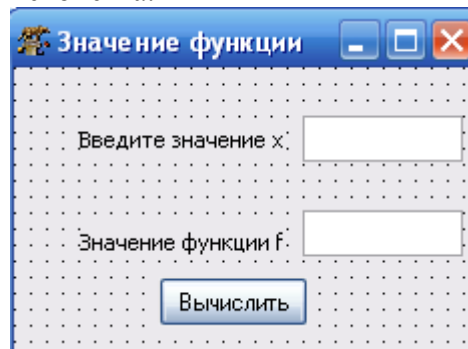 Значение функции
Введите значение x
Значение функции f
Вычислить